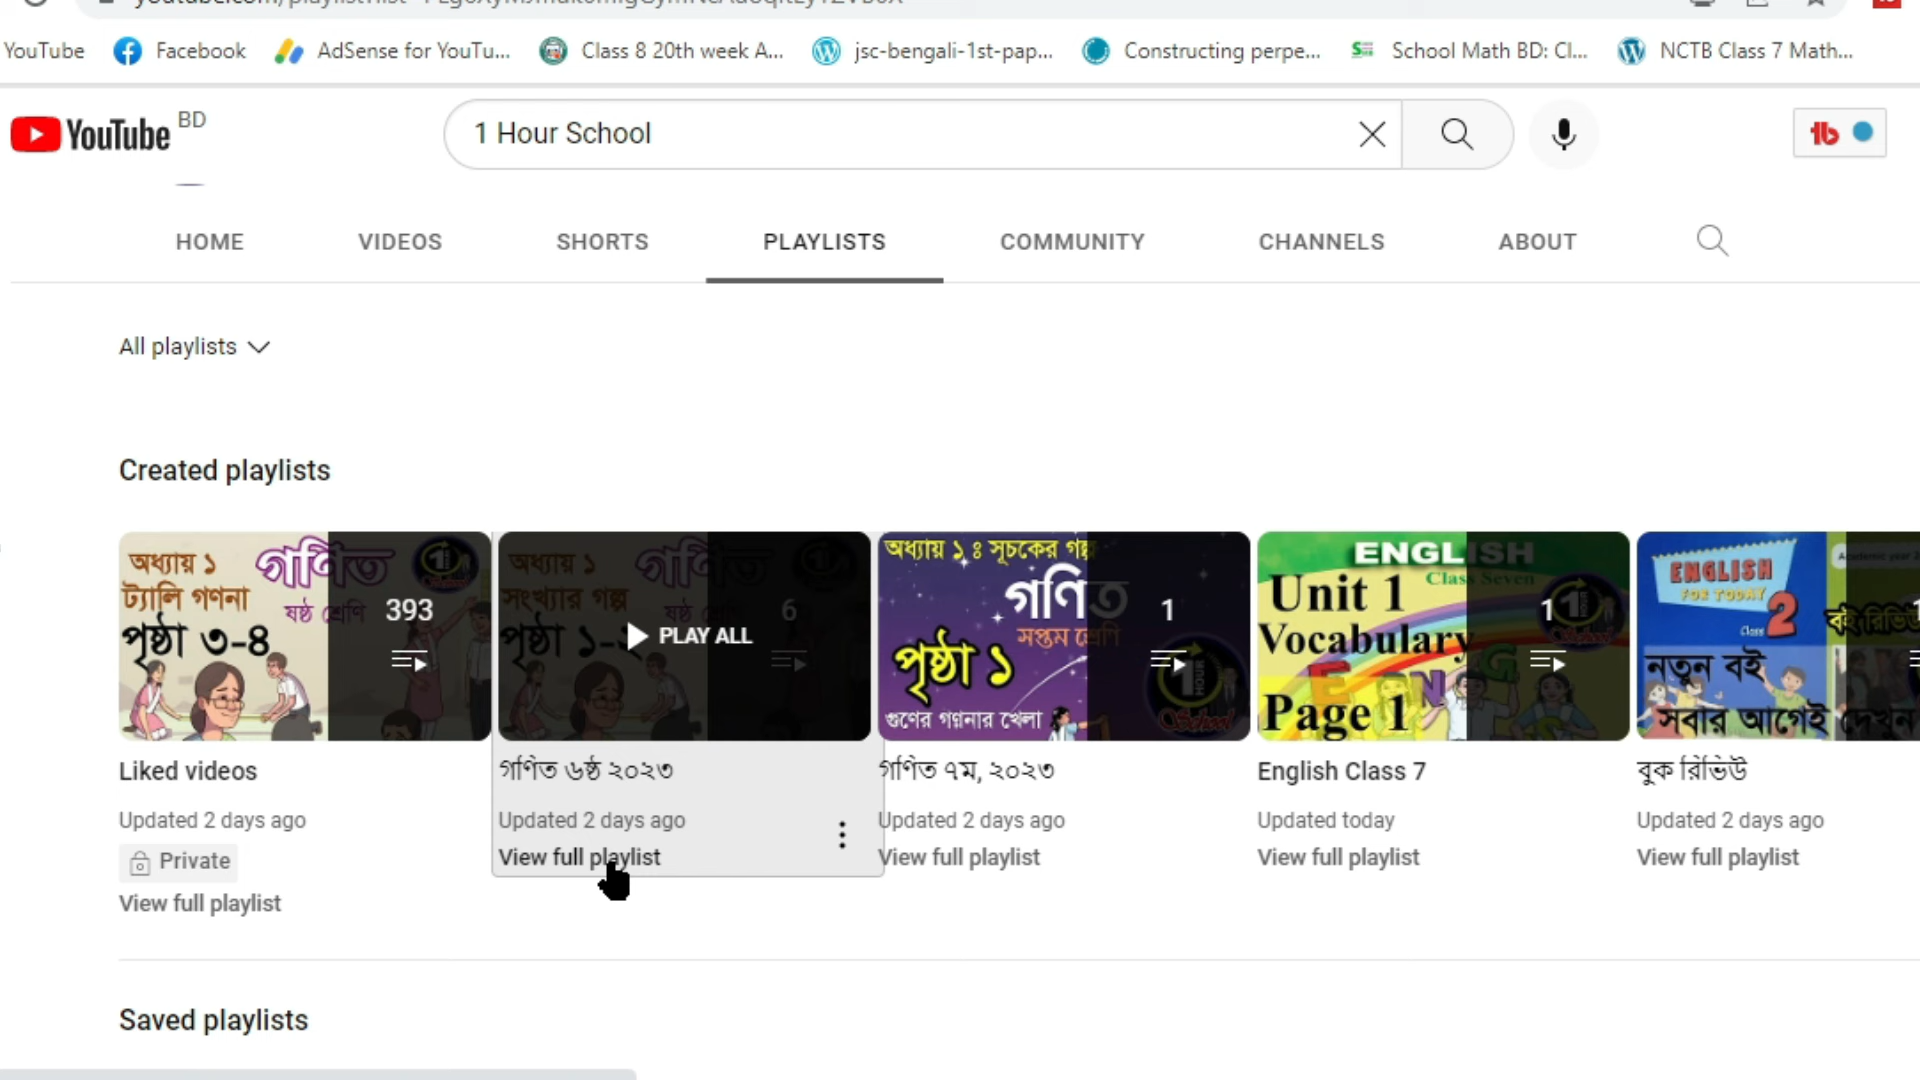 YouTube Facebook AdSense for YouTu... Class 8 20th week A... jsc-bengali-1st-pap... Constructing perpe... School Math BD: Cl... NCTB Class 7 Math...
YouTube BD
1 Hour School
HOME VIDEOS SHORTS PLAYLISTS COMMUNITY CHANNELS ABOUT
All playlists
Created playlists
অধ্যায় ১
ট্যালি গণনা
পৃষ্ঠা ৩-৪
গণিত
ষষ্ঠ শ্রেণি
393
অধ্যায় ১
সংখ্যার গল্প
পৃষ্ঠা ১-২
গণিত
ষষ্ঠ
6
PLAY ALL
অধ্যায় ১ : সূচকের গল্প
গণিত
সপ্তম শ্রেণি
পৃষ্ঠা ১
গুণের গণনার খেলা
1
ENGLISH
Class Seven
Unit 1
Vocabulary
Page 1
1
ENGLISH
FOR TODAY
Class 2
বই রিভিউ
নতুন বই
সবার আগেই দেখুন
Liked videos
গণিত ৬ষ্ঠ ২০২৩
গণিত ৭ম, ২০২৩
English Class 7
বুক রিভিউ
Updated 2 days ago
Updated 2 days ago
Updated 2 days ago
Updated today
Updated 2 days ago
Private
View full playlist
View full playlist
View full playlist
View full playlist
View full playlist
Saved playlists